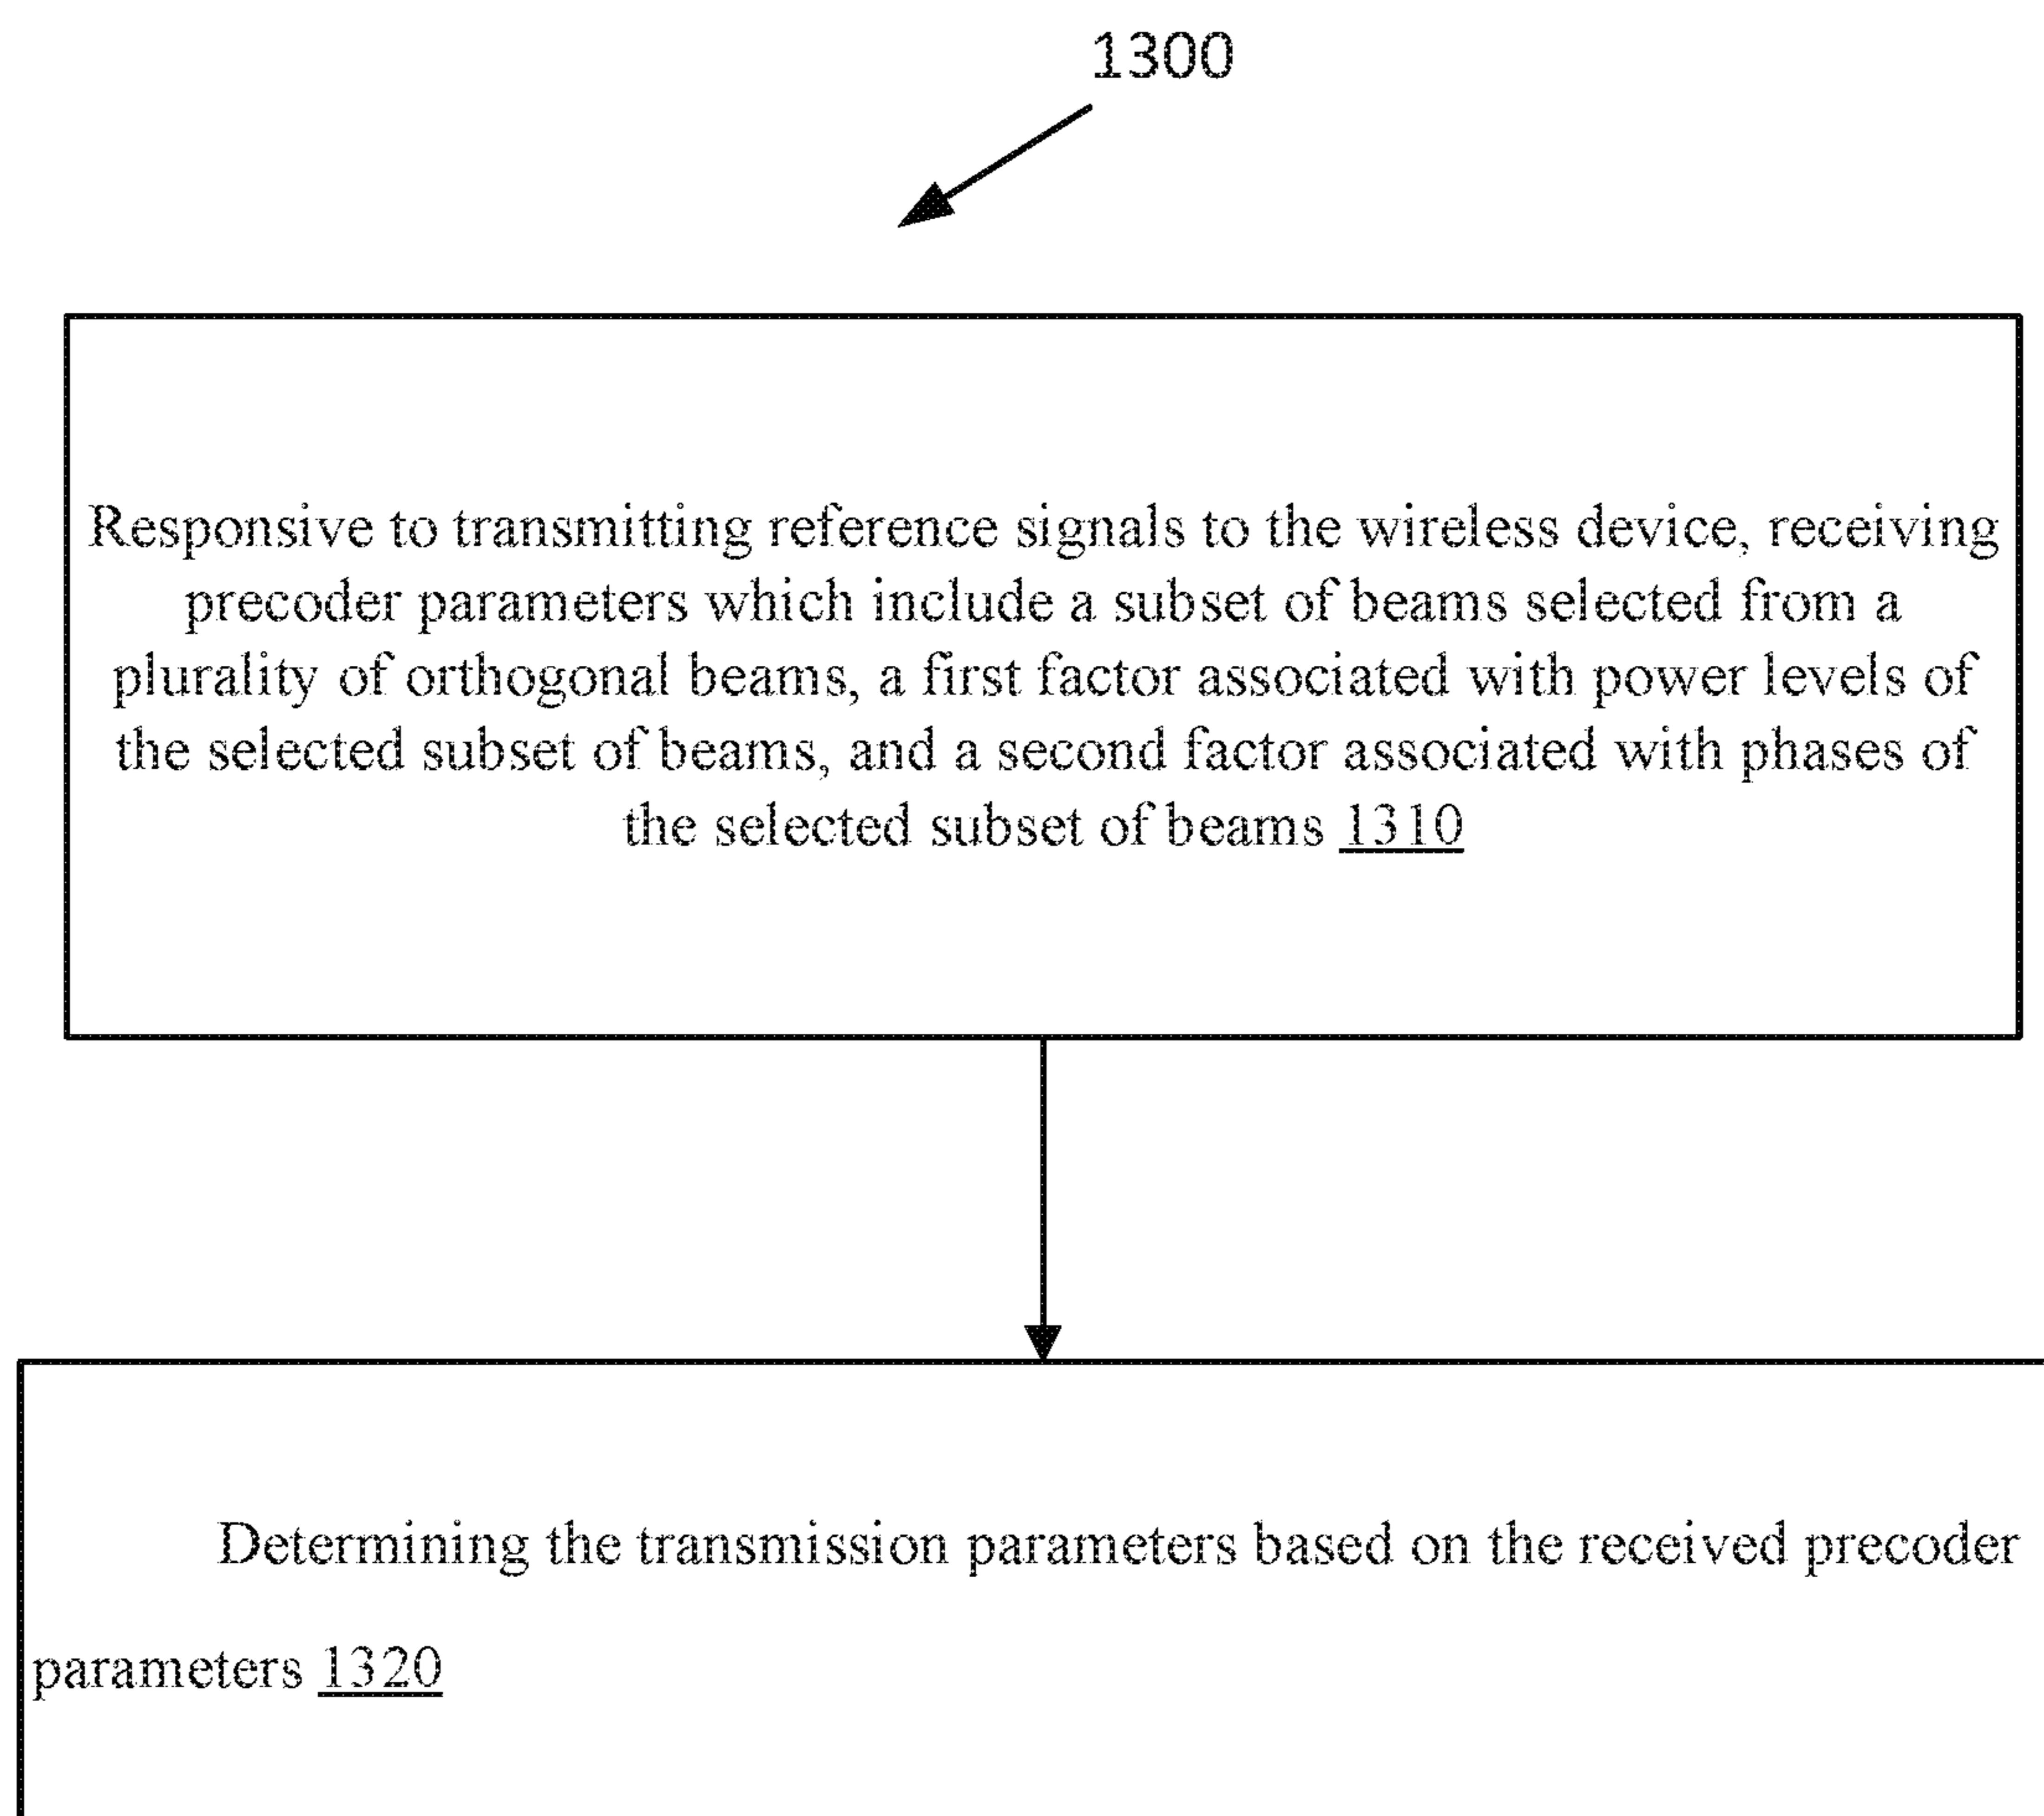 1300
Responsive to transmitting reference signals to the wireless device, receiving
precoder parameters which include a subset of beams selected from a
plurality of orthogonal beams, a first factor associated with power levels of
the selected subset of beams, and a second factor associated with phases of
the selected subset of beams 1310
Determining the transmission parameters based on the received precoder
parameters 1320